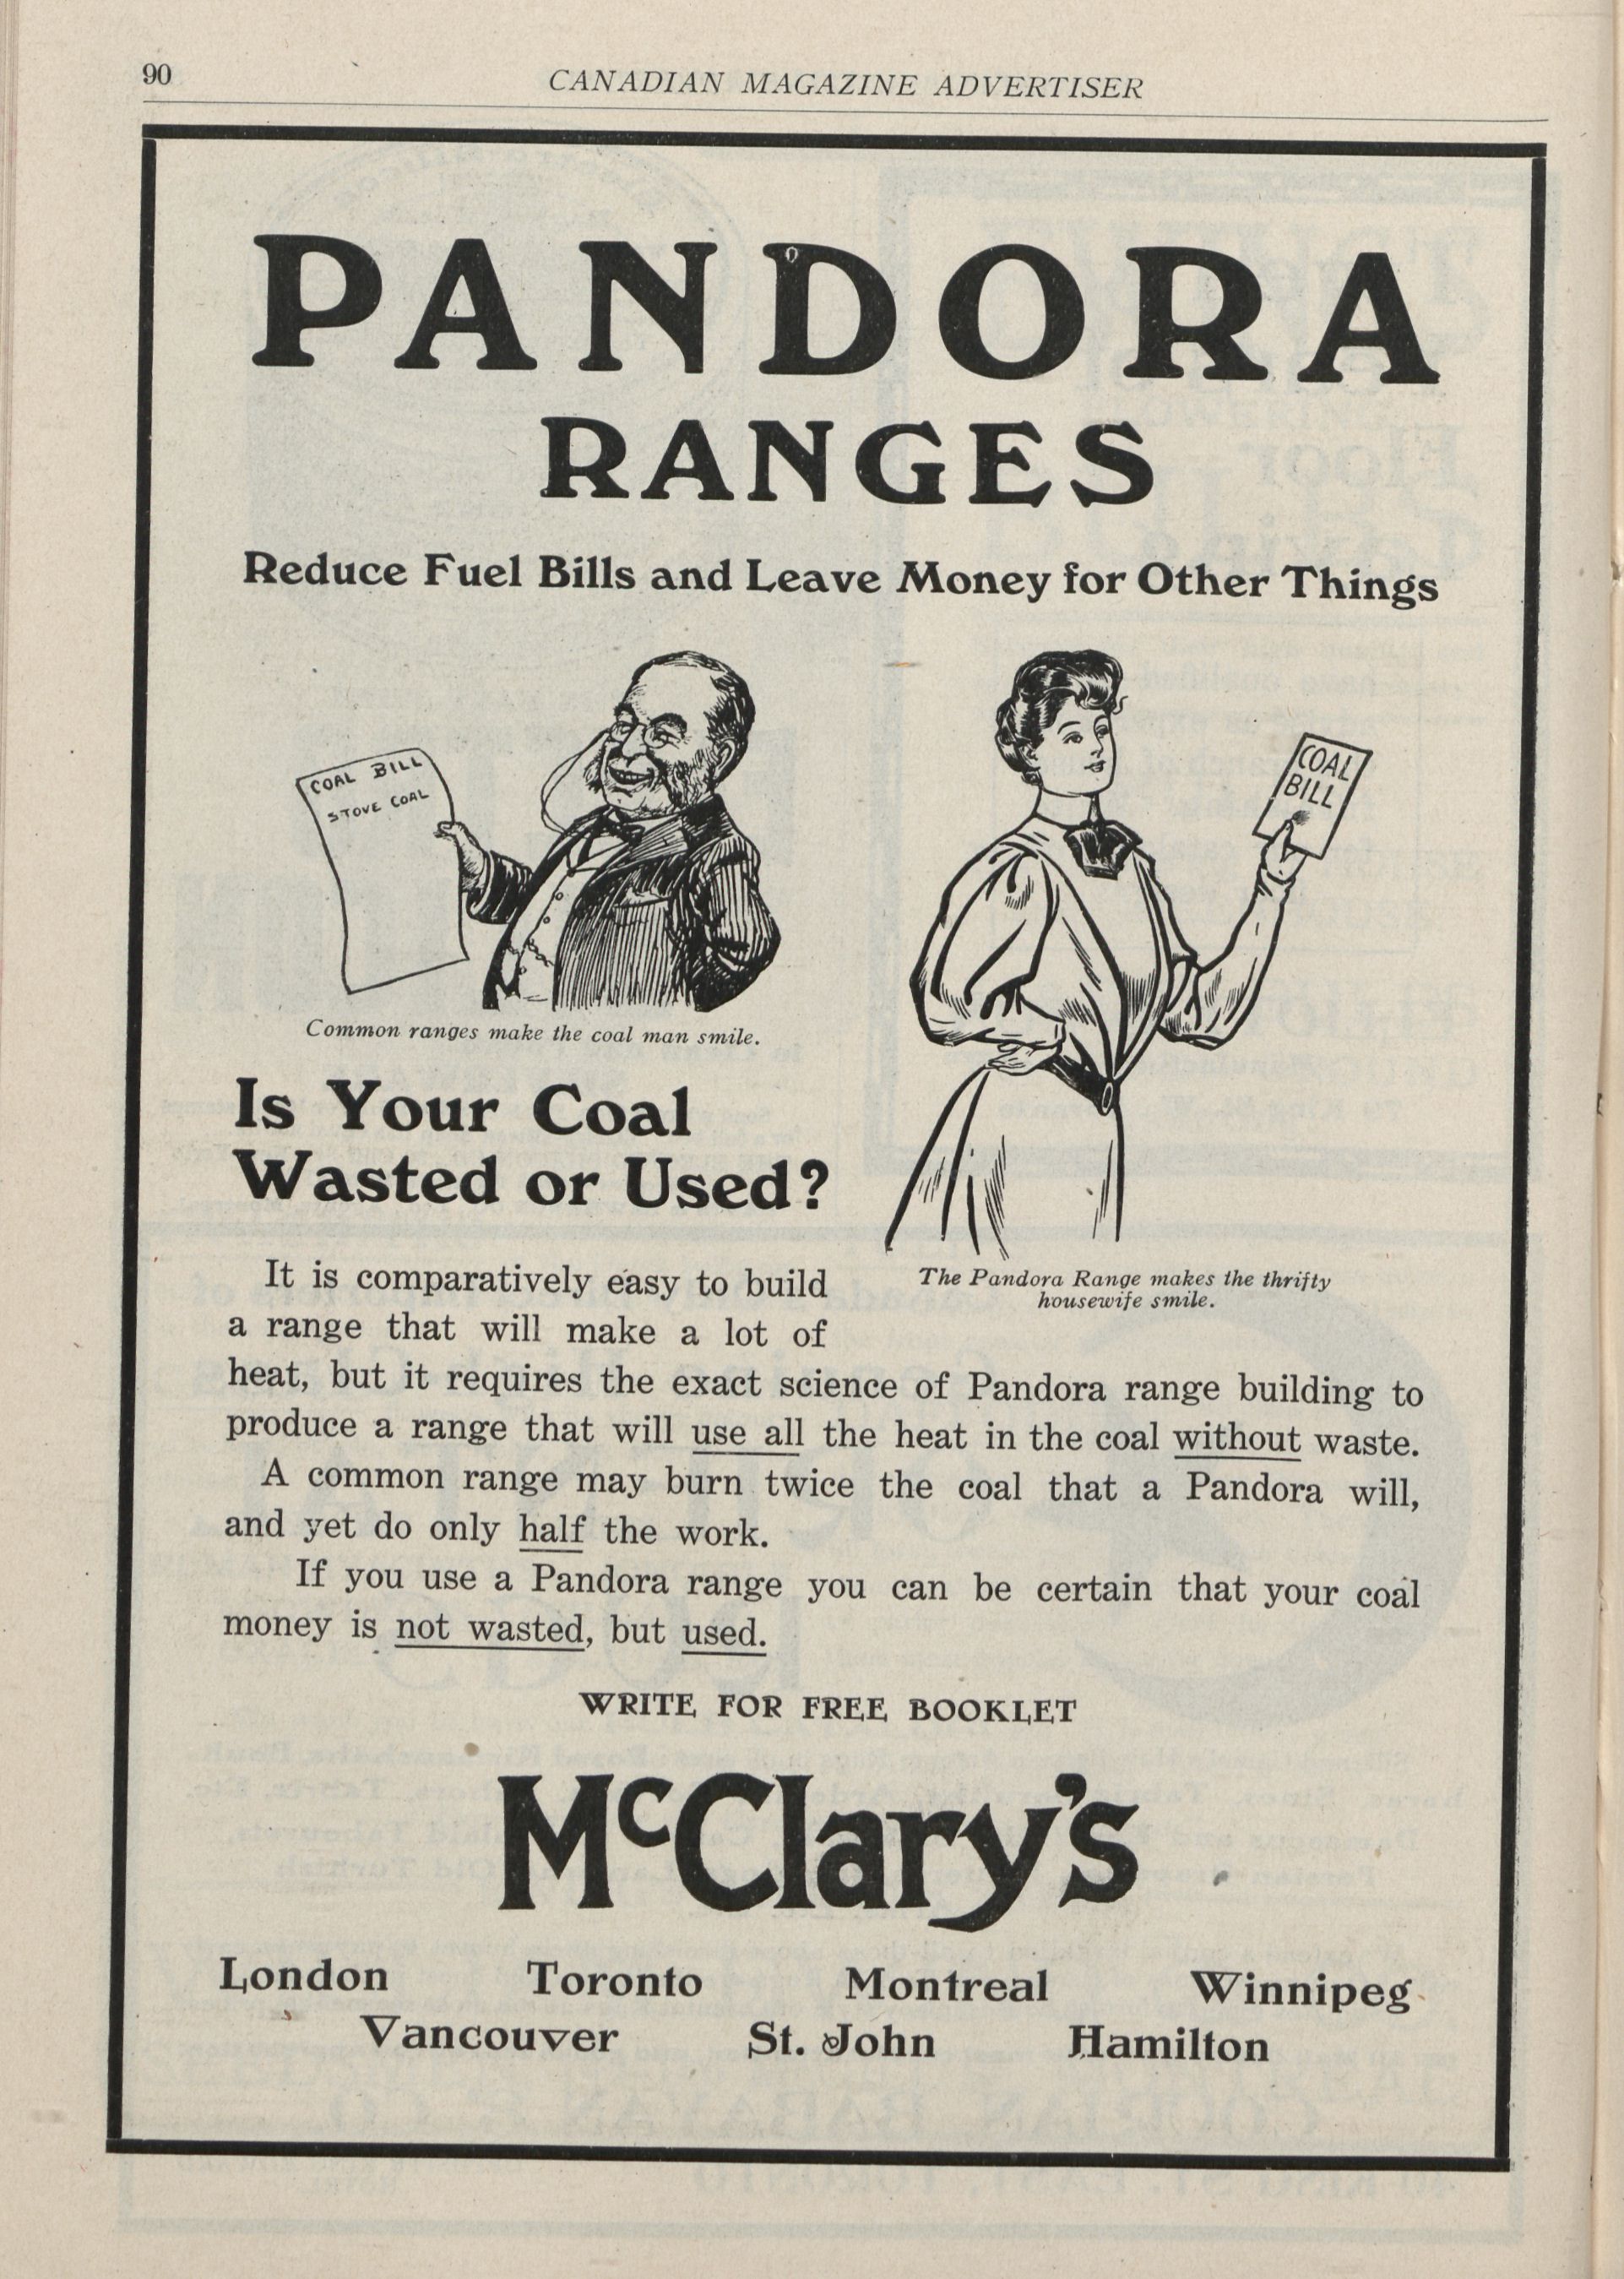 90
CANADIAN MAGAZINE ADVERTISER
PANDORA
RANGES
Reduce Fuel Bills and Leave Money for Other Things
COAL BILL
STOVE COAL
Common ranges make the coal man smile.
COAL
BILL
The Pandora Range makes the thrifty
housewife smile.
Is Your Coal
Wasted or Used?
It is comparatively easy to build
a range that will make a lot of
heat, but it requires the exact science of Pandora range building to
produce a range that will use all the heat in the coal without waste.
A common range may burn twice the coal that a Pandora will,
and yet do only half the work.
If you use a Pandora range you can be certain that your coal
money is not wasted, but used.
WRITE FOR FREE BOOKLET
McClary's
London Toronto Montreal Winnipeg
Vancouver St. John Hamilton